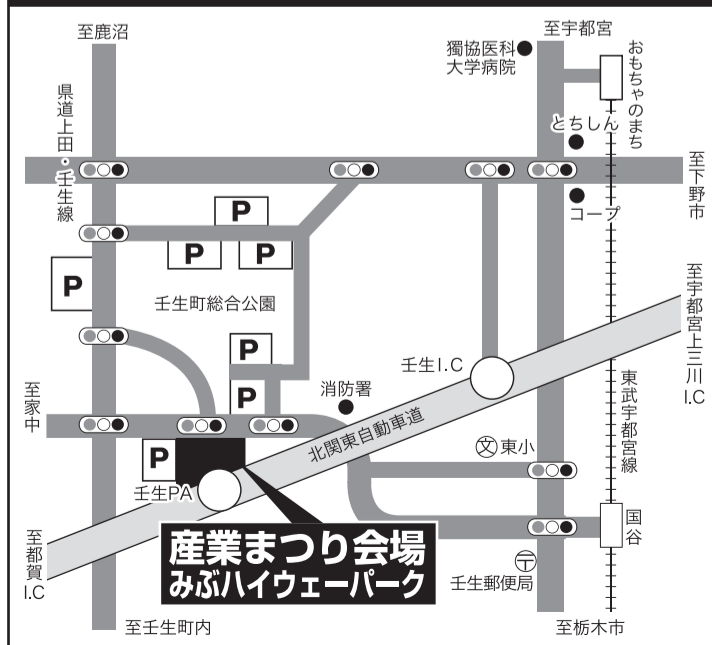 至鹿沼
至宇都宮
獨協医科
大学病院
おもちゃのまち
県道上田・壬生線
とちしん
至下野市
コープ
P
P
P
P
壬生町総合公園
至宇都宮上三川I.C
P
壬生I.C
至家中
消防署
P
東武宇都宮線
北関東自動車道
文東小
P
壬生PA
国谷
産業まつり会場
みぶハイウェーパーク
至都賀I.C
〒
壬生郵便局
至壬生町内
至栃木市